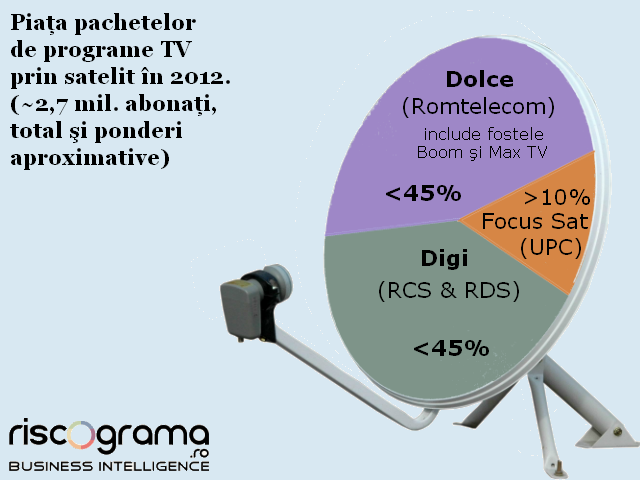 Piața pachetelor
de programe TV
prin satelit în 2012.
(~2,7 mil. abonați,
total şi ponderi
aproximative)
Dolce
(Romtelecom)
include fostele
Boom şi Max TV
<45%
>10%
Focus Sat
(UPC)
Digi
(RCS & RDS)
<45%
riscograma
.ro
BUSINESS INTELLIGENCE